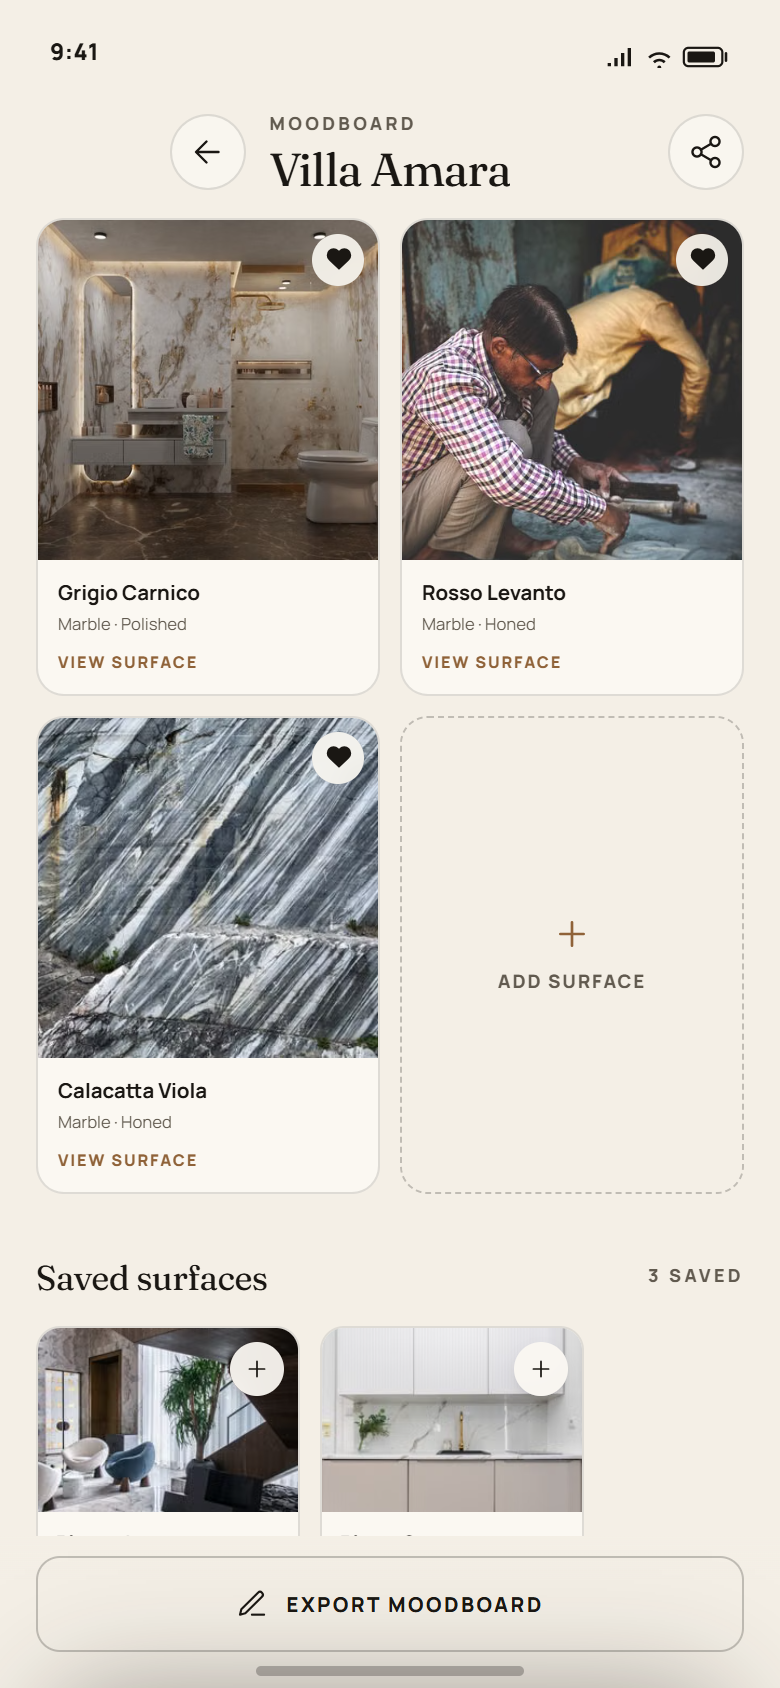 9:41
MOODBOARD
Villa Amara
Grigio Carnico
Marble · Polished
VIEW SURFACE
Rosso Levanto
Marble · Honed
VIEW SURFACE
Calacatta Viola
Marble · Honed
VIEW SURFACE
ADD SURFACE
Saved surfaces
3 SAVED
EXPORT MOODBOARD